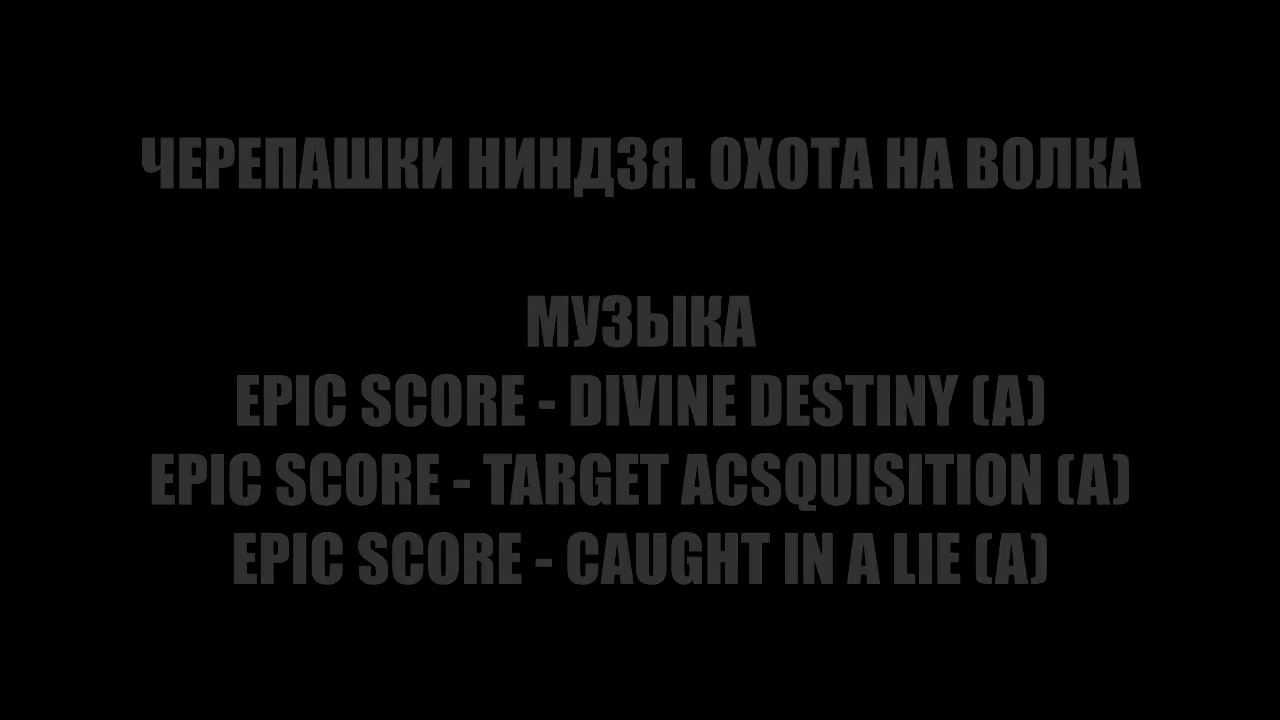 ЧЕРЕПАШКИ НИНДЗЯ. ОХОТА НА ВОЛКА
МУЗЫКА
EPIC SCORE - DIVINE DESTINY (A)
EPIC SCORE - TARGET ACSQUISITION (A)
EPIC SCORE - CAUGHT IN A LIE (A)